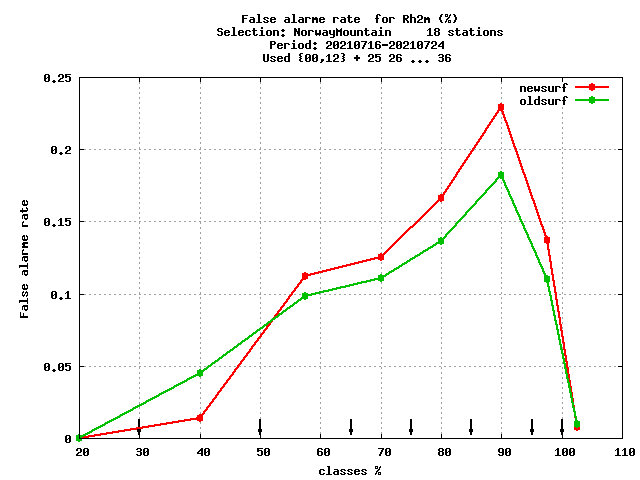 False alarme rate  for Rh2m (%)
Selection: NorwayMountain     18 stations
Period: 20210716-20210724
Used {00,12} + 25 26 ... 36
newsurf
oldsurf
0.25
0.2
0.15
0.1
0.05
0
False alarme rate
20 30 40 50 60 70 80 90 100 110
classes %